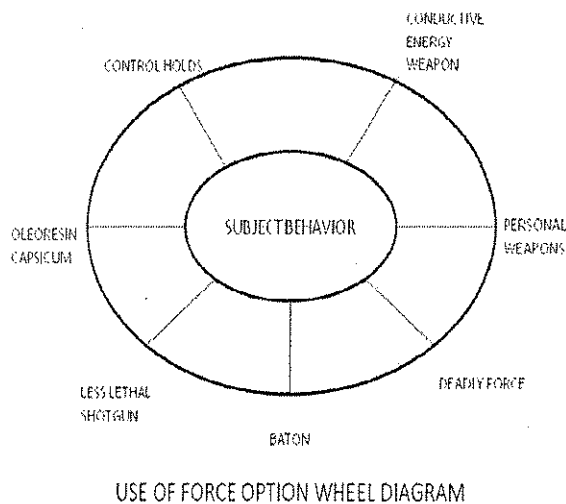 CONDUCTIVE
ENERGY
WEAPON
CONTROL HOLDS
SUBJECT BEHAVIOR
OLEORESIN
CAPSICUM
PERSONAL
WEAPONS
LESS LETHAL
SHOTGUN
DEADLY FORCE
BATON
USE OF FORCE OPTION WHEEL DIAGRAM